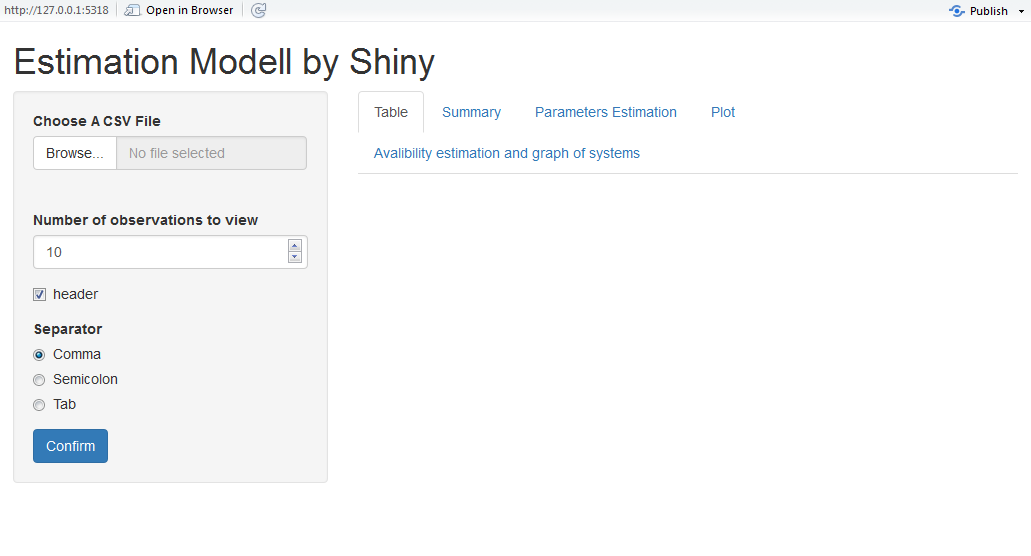 http://127.0.0.1:5318 Open in Browser Publish
Estimation Modell by Shiny
Choose A CSV File
Browse... No file selected
Number of observations to view
10
header
Separator
Comma
Semicolon
Tab
Confirm
Table Summary Parameters Estimation Plot
Avalibility estimation and graph of systems